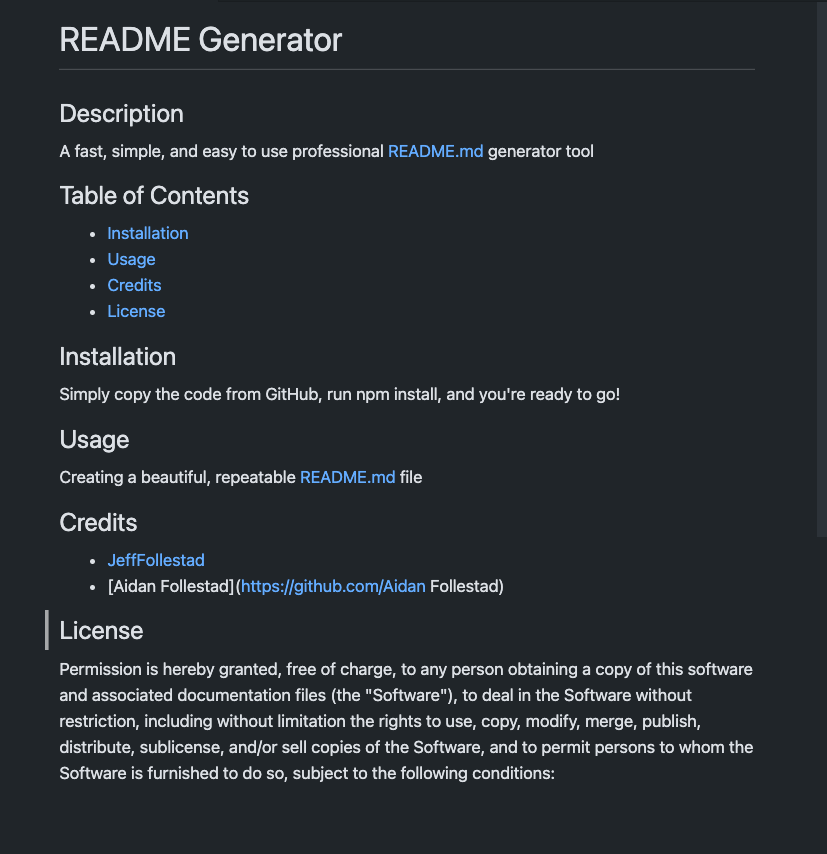 README Generator
Description
A fast, simple, and easy to use professional README.md generator tool
Table of Contents
Installation
Usage
Credits
License
Installation
Simply copy the code from GitHub, run npm install, and you're ready to go!
Usage
Creating a beautiful, repeatable README.md file
Credits
JeffFollestad
[Aidan Follestad](https://github.com/Aidan Follestad)
License
Permission is hereby granted, free of charge, to any person obtaining a copy of this software
and associated documentation files (the "Software"), to deal in the Software without
restriction, including without limitation the rights to use, copy, modify, merge, publish,
distribute, sublicense, and/or sell copies of the Software, and to permit persons to whom the
Software is furnished to do so, subject to the following conditions: